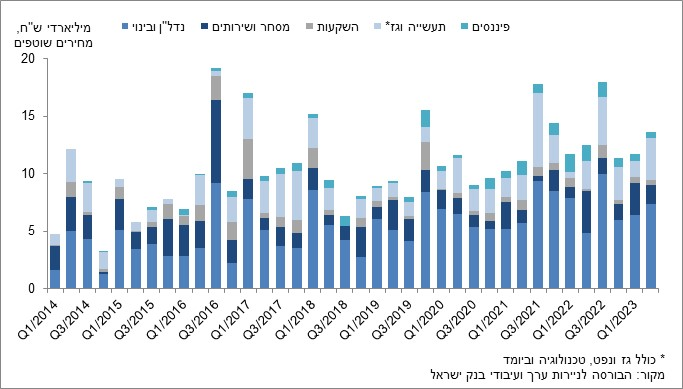 מיליארדי ש"ח,
מחירים שוטפים
נדל"ן ובינוי מסחר ושירותים השקעות תעשייה וגז* פיננסים
20
15
10
5
0
Q1/2014 Q3/2014 Q1/2015 Q3/2015 Q1/2016 Q3/2016 Q1/2017 Q3/2017 Q1/2018 Q3/2018 Q1/2019 Q3/2019 Q1/2020 Q3/2020 Q1/2021 Q3/2021 Q1/2022 Q3/2022 Q1/2023
* כולל גז ונפט, טכנולוגיה וביומד
מקור: הבורסה לניירות ערך ועיבודי בנק ישראל